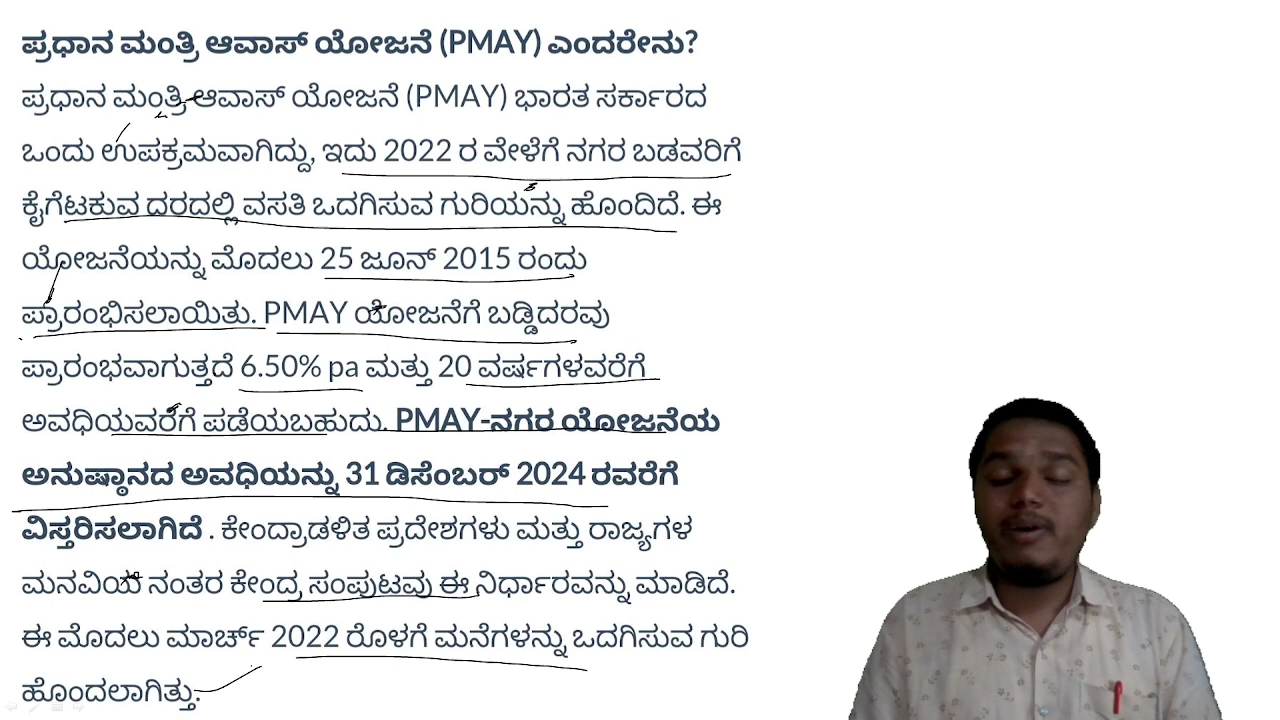 ಪ್ರಧಾನ ಮಂತ್ರಿ ಆವಾಸ್ ಯೋಜನೆ (PMAY) ಎಂದರೇನು?
ಪ್ರಧಾನ ಮಂತ್ರಿ ಆವಾಸ್ ಯೋಜನೆ (PMAY) ಭಾರತ ಸರ್ಕಾರದ
ಒಂದು ಉಪಕ್ರಮವಾಗಿದ್ದು, ಇದು 2022 ರ ವೇಳೆಗೆ ನಗರ ಬಡವರಿಗೆ
ಕೈಗೆಟಕುವ ದರದಲ್ಲಿ ವಸತಿ ಒದಗಿಸುವ ಗುರಿಯನ್ನು ಹೊಂದಿದೆ. ಈ
ಯೋಜನೆಯನ್ನು ಮೊದಲು 25 ಜೂನ್ 2015 ರಂದು
ಪ್ರಾರಂಭಿಸಲಾಯಿತು. PMAY ಯೋಜನೆಗೆ ಬಡ್ಡಿದರವು
ಪ್ರಾರಂಭವಾಗುತ್ತದೆ 6.50% pa ಮತ್ತು 20 ವರ್ಷಗಳವರೆಗೆ
ಅವಧಿಯವರೆಗೆ ಪಡೆಯಬಹುದು. PMAY-ನಗರ ಯೋಜನೆಯ
ಅನುಷ್ಠಾನದ ಅವಧಿಯನ್ನು 31 ಡಿಸೆಂಬರ್ 2024 ರವರೆಗೆ
ವಿಸ್ತರಿಸಲಾಗಿದೆ . ಕೇಂದ್ರಾಡಳಿತ ಪ್ರದೇಶಗಳು ಮತ್ತು ರಾಜ್ಯಗಳ
ಮನವಿಯ ನಂತರ ಕೇಂದ್ರ ಸಂಪುಟವು ಈ ನಿರ್ಧಾರವನ್ನು ಮಾಡಿದೆ.
ಈ ಮೊದಲು ಮಾರ್ಚ್ 2022 ರೊಳಗೆ ಮನೆಗಳನ್ನು ಒದಗಿಸುವ ಗುರಿ
ಹೊಂದಲಾಗಿತ್ತು.